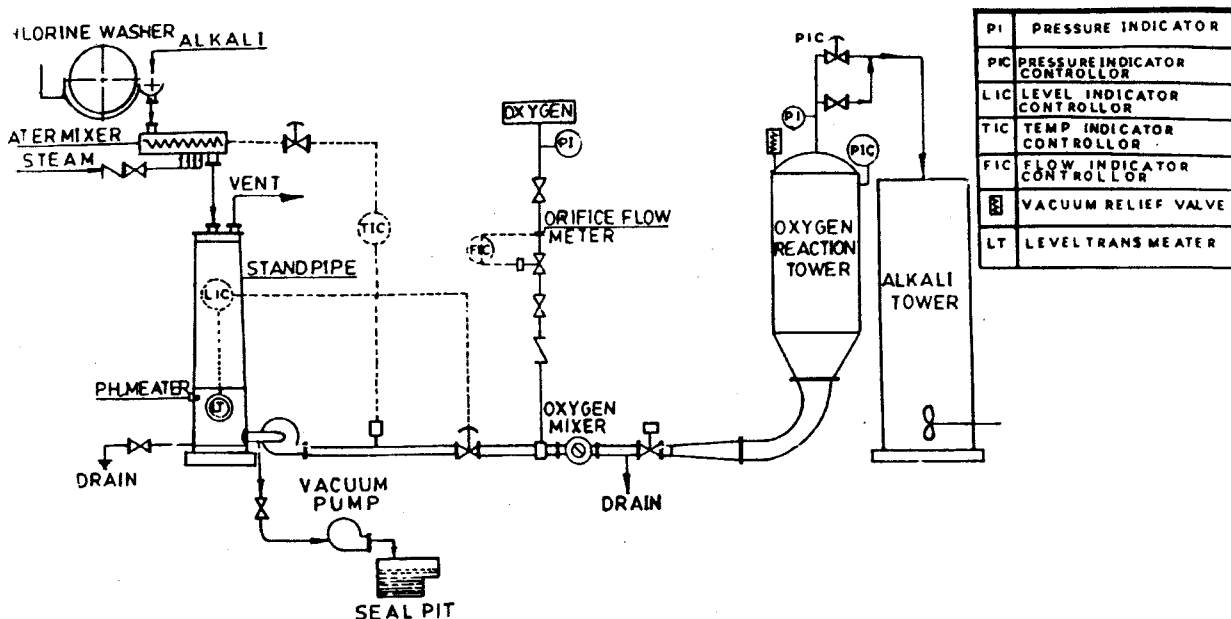 HLORINE WASHER
ALKALI
ATERMIXER
STEAM
VENT
STANDPIPE
LIC
PH.MEATER
LT
DRAIN
VACUUM
PUMP
SEAL PIT
TIC
OXYGEN
PI
ORIFICE FLOW
METER
FIC
OXYGEN
MIXER
DRAIN
PIC
PI
PIC
OXYGEN
REACTION
TOWER
ALKALI
TOWER
PI PRESSURE INDICATOR
PIC PRESSURE INDICATOR
CONTROLLOR
LIC LEVEL INDICATOR
CONTROLLOR
TIC TEMP INDICATOR
CONTROLLOR
FIC FLOW INDICATOR
CONTROLLOR
VACUUM RELIEF VALVE
LT LEVEL TRANS MEATER